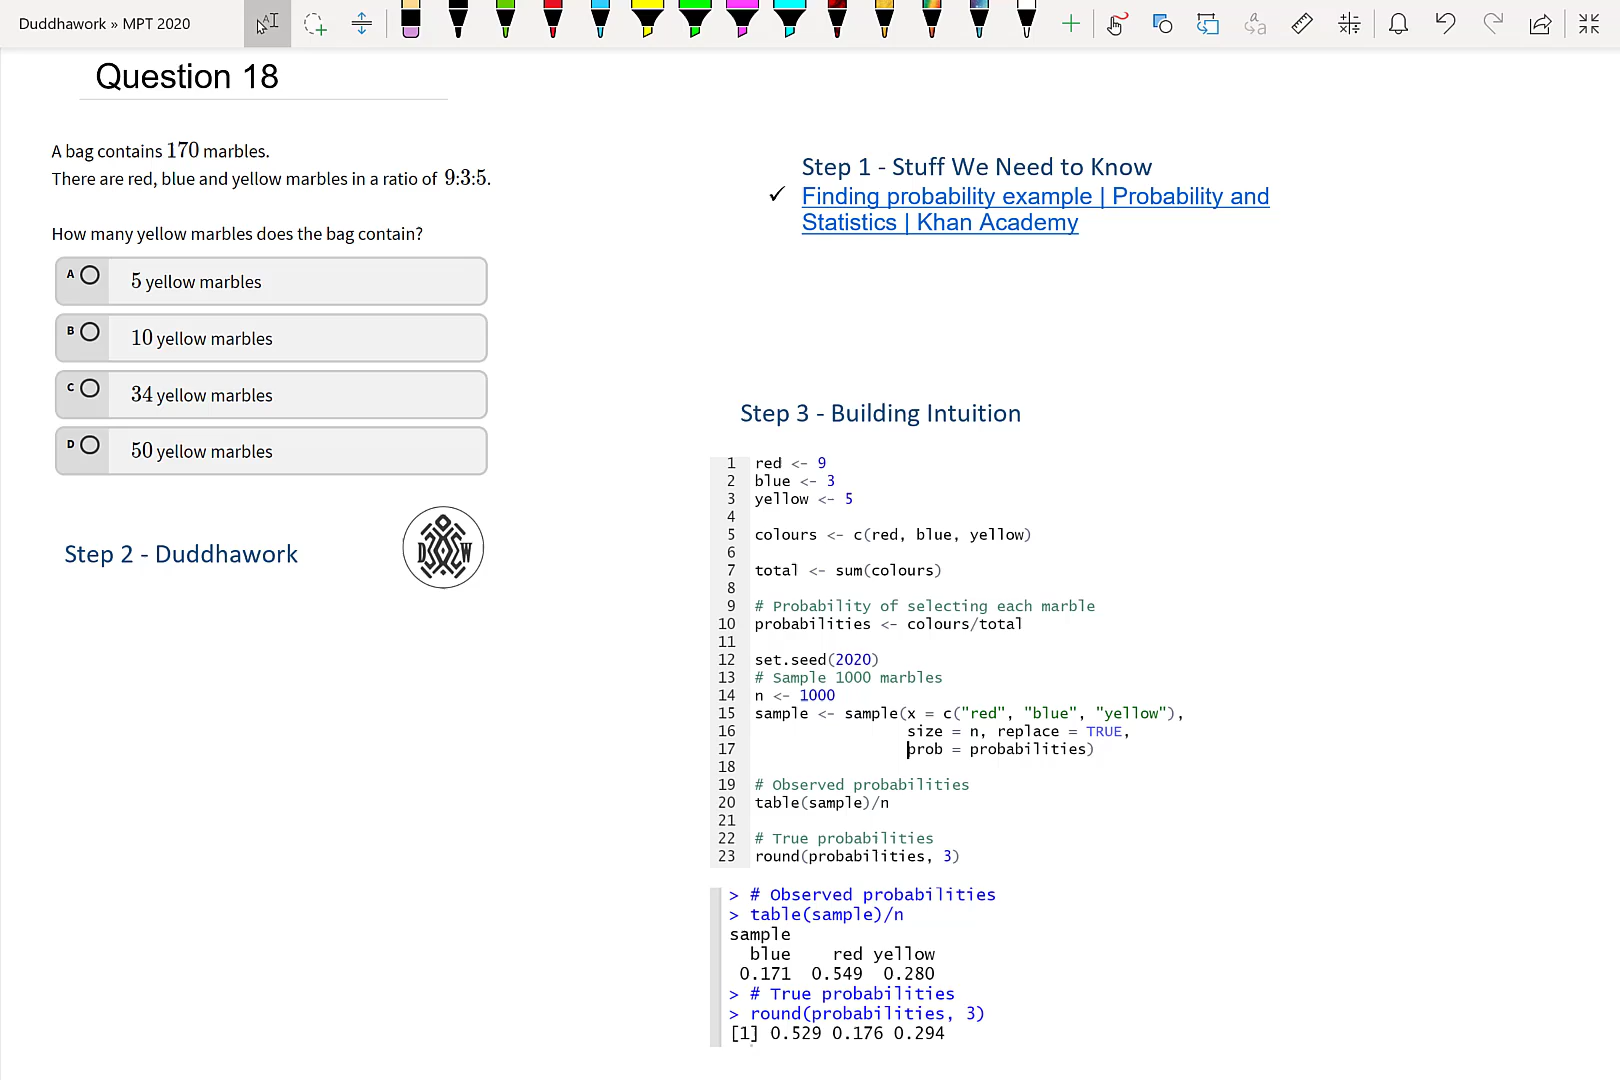 Duddhawork » MPT 2020
Question 18
A bag contains 170 marbles.
There are red, blue and yellow marbles in a ratio of 9:3:5.
How many yellow marbles does the bag contain?
A 5 yellow marbles
B 10 yellow marbles
C 34 yellow marbles
D 50 yellow marbles
Step 2 - Duddhawork
D W
Step 1 - Stuff We Need to Know
✓ Finding probability example | Probability and
Statistics | Khan Academy
Step 3 - Building Intuition
1 red <- 9
2 blue <- 3
3 yellow <- 5
4
5 colours <- c(red, blue, yellow)
6
7 total <- sum(colours)
8
9 # Probability of selecting each marble
10 probabilities <- colours/total
11
12 set.seed(2020)
13 # Sample 1000 marbles
14 n <- 1000
15 sample <- sample(x = c("red", "blue", "yellow"),
16 size = n, replace = TRUE,
17 prob = probabilities)
18
19 # Observed probabilities
20 table(sample)/n
21
22 # True probabilities
23 round(probabilities, 3)
> # Observed probabilities
> table(sample)/n
sample
blue red yellow
0.171 0.549 0.280
> # True probabilities
> round(probabilities, 3)
[1] 0.529 0.176 0.294